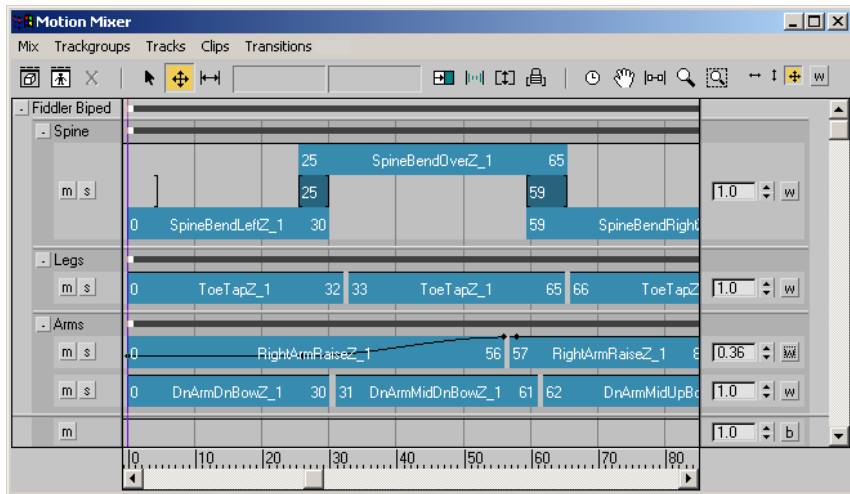 Motion Mixer
Mix Trackgroups Tracks Clips Transitions
w
- Fiddler Biped
- Spine
25 SpineBendOverZ_1 65
m s 25 59 1.0 w
0 SpineBendLeftZ_1 30 59 SpineBendRight
- Legs
m s 0 ToeTapZ_1 32 33 ToeTapZ_1 65 66 ToeTapZ 1.0 w
- Arms
m s 0 RightArmRaiseZ_1 56 57 RightArmRaiseZ_1 8 0.36 w
m s 0 DnArmDnBowZ_1 30 31 DnArmMidDnBowZ_1 61 62 DnArmMidUpBo 1.0 w
m 1.0 b
0 10 20 30 40 50 60 70 80